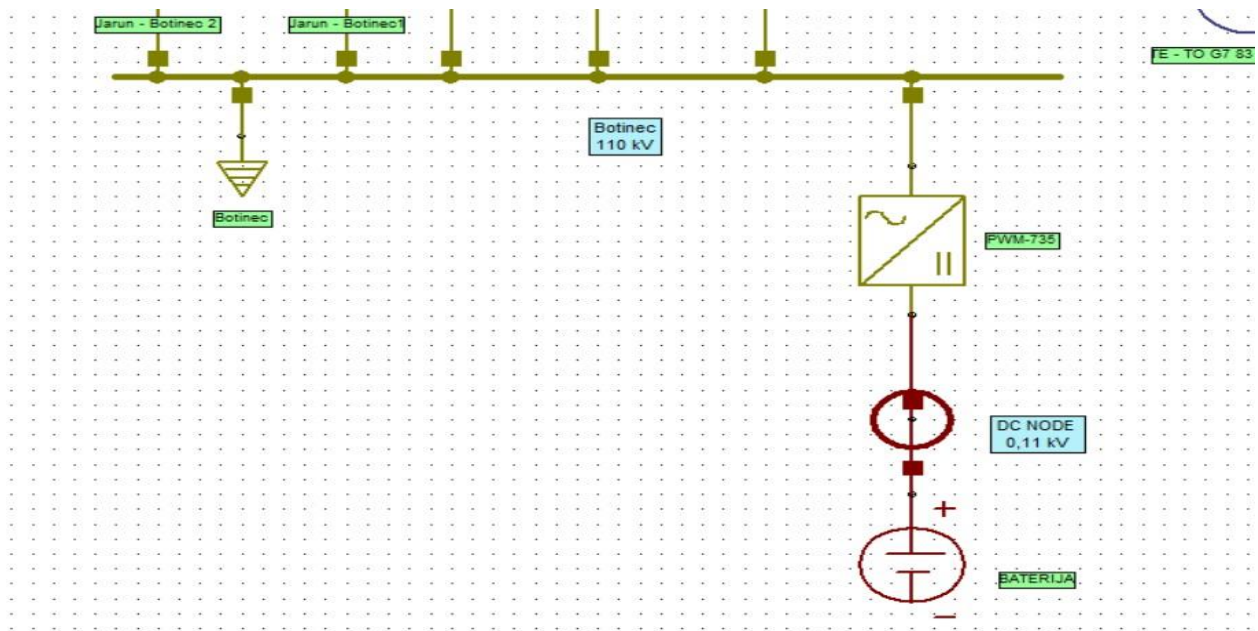 Jarun - Botinec 2
Jarun - Botinec1
TE - TO G7 83
Botinec
110 kV
Botinec
PWM-735
DC NODE
0,11 kV
+
BATERIJA
–